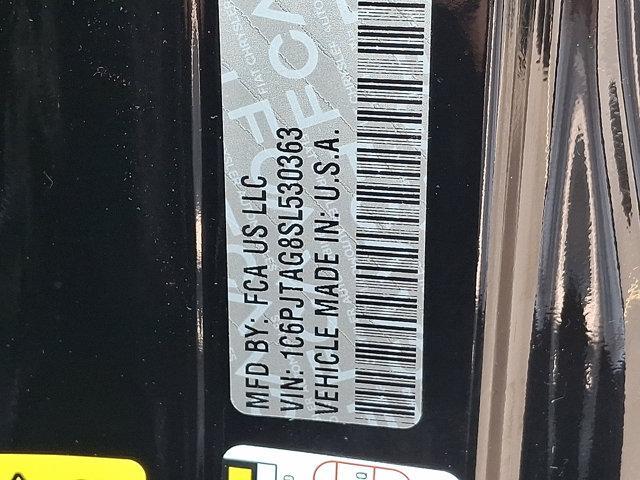 MFD BY: FCA US LLC
VIN: 1C6PJTAG8SL530363
VEHICLE MADE IN: U.S.A.